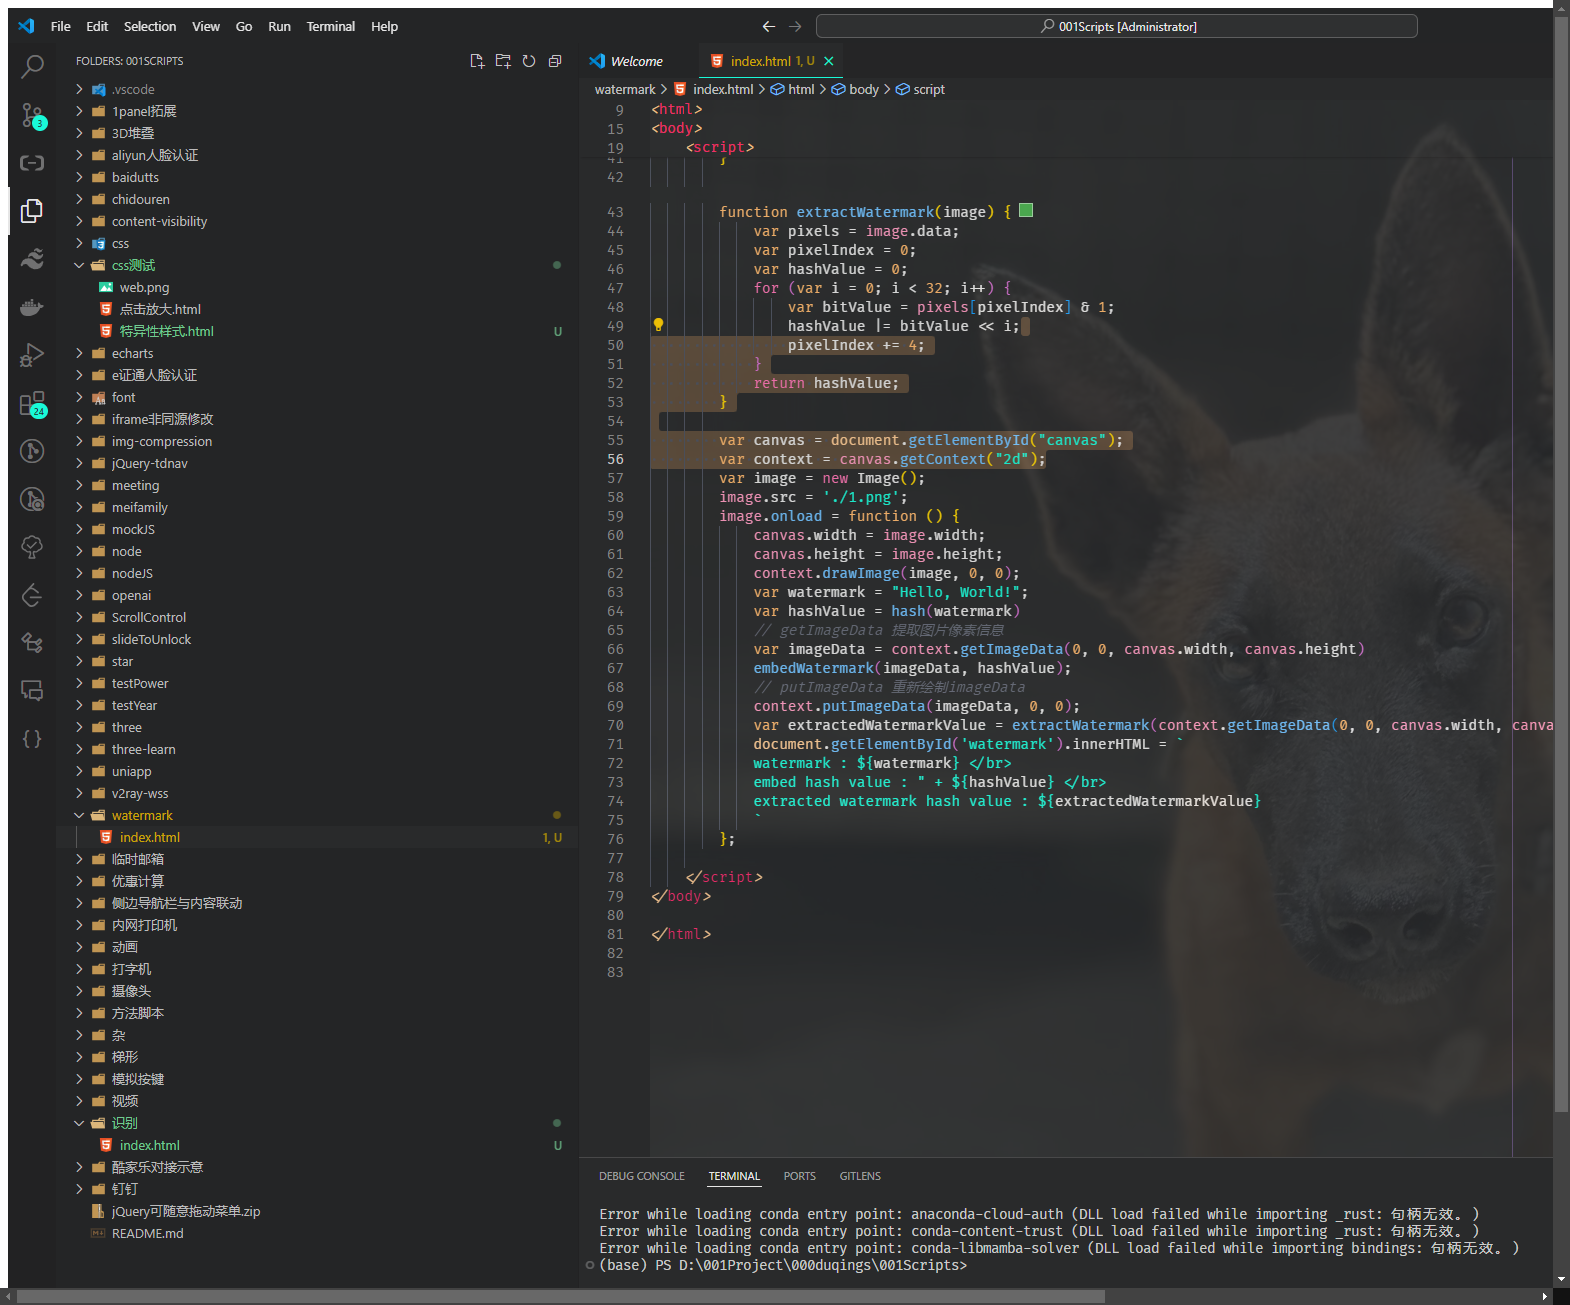 File Edit Selection View Go Run Terminal Help
001Scripts [Administrator]
FOLDERS: 001SCRIPTS
.vscode
1panel拓展
3D堆叠
aliyun人脸认证
baidutts
chidouren
content-visibility
css
css测试
web.png
点击放大.html
特异性样式.html U
echarts
e证通人脸认证
font
iframe非同源修改
img-compression
jQuery-tdnav
meeting
meifamily
mockJS
node
nodeJS
openai
ScrollControl
slideToUnlock
star
testPower
testYear
three
three-learn
uniapp
v2ray-wss
watermark
index.html 1, U
临时邮箱
优惠计算
侧边导航栏与内容联动
内网打印机
动画
打字机
摄像头
方法脚本
杂
梯形
模拟按键
视频
识别
index.html U
酷家乐对接示意
钉钉
jQuery可随意拖动菜单.zip
README.md
3
24
Welcome index.html 1, U
watermark > index.html > html > body > script
9 <html>
15 <body>
19 <script>
41 }
42
43 function extractWatermark(image) {
44 var pixels = image.data;
45 var pixelIndex = 0;
46 var hashValue = 0;
47 for (var i = 0; i < 32; i++) {
48 var bitValue = pixels[pixelIndex] & 1;
49 hashValue |= bitValue << i;
50 pixelIndex += 4;
51 }
52 return hashValue;
53 }
54
55 var canvas = document.getElementById("canvas");
56 var context = canvas.getContext("2d");
57 var image = new Image();
58 image.src = './1.png';
59 image.onload = function () {
60 canvas.width = image.width;
61 canvas.height = image.height;
62 context.drawImage(image, 0, 0);
63 var watermark = "Hello, World!";
64 var hashValue = hash(watermark)
65 // getImageData 提取图片像素信息
66 var imageData = context.getImageData(0, 0, canvas.width, canvas.height)
67 embedWatermark(imageData, hashValue);
68 // putImageData 重新绘制imageData
69 context.putImageData(imageData, 0, 0);
70 var extractedWatermarkValue = extractWatermark(context.getImageData(0, 0, canvas.width, canva
71 document.getElementById('watermark').innerHTML = `
72 watermark : ${watermark} </br>
73 embed hash value : " + ${hashValue} </br>
74 extracted watermark hash value : ${extractedWatermarkValue}
75 `
76 };
77
78 </script>
79 </body>
80
81 </html>
82
83
DEBUG CONSOLE TERMINAL PORTS GITLENS
Error while loading conda entry point: anaconda-cloud-auth (DLL load failed while importing _rust: 句柄无效。)
Error while loading conda entry point: conda-content-trust (DLL load failed while importing _rust: 句柄无效。)
Error while loading conda entry point: conda-libmamba-solver (DLL load failed while importing bindings: 句柄无效。)
(base) PS D:\001Project\000duqings\001Scripts>